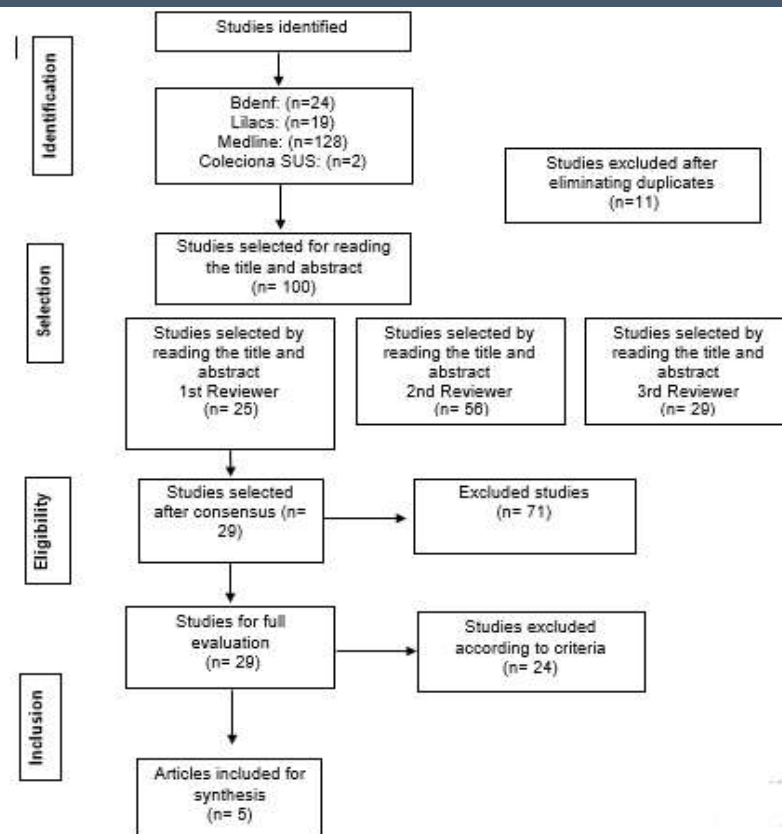 Identification
Studies identified
Bdenf: (n=24)
Lilacs: (n=19)
Medline: (n=128)
Coleciona SUS: (n=2)
Studies excluded after
eliminating duplicates
(n=11)
Selection
Studies selected for reading
the title and abstract
(n= 100)
Studies selected by
reading the title and
abstract
1st Reviewer
(n= 25)
Studies selected by
reading the title and
abstract
2nd Reviewer
(n= 56)
Studies selected by
reading the title and
abstract
3rd Reviewer
(n= 29)
Eligibility
Studies selected
after consensus (n=
29)
Excluded studies
(n= 71)
Studies for full
evaluation
(n= 29)
Studies excluded
according to criteria
(n= 24)
Inclusion
Articles included for
synthesis
(n= 5)